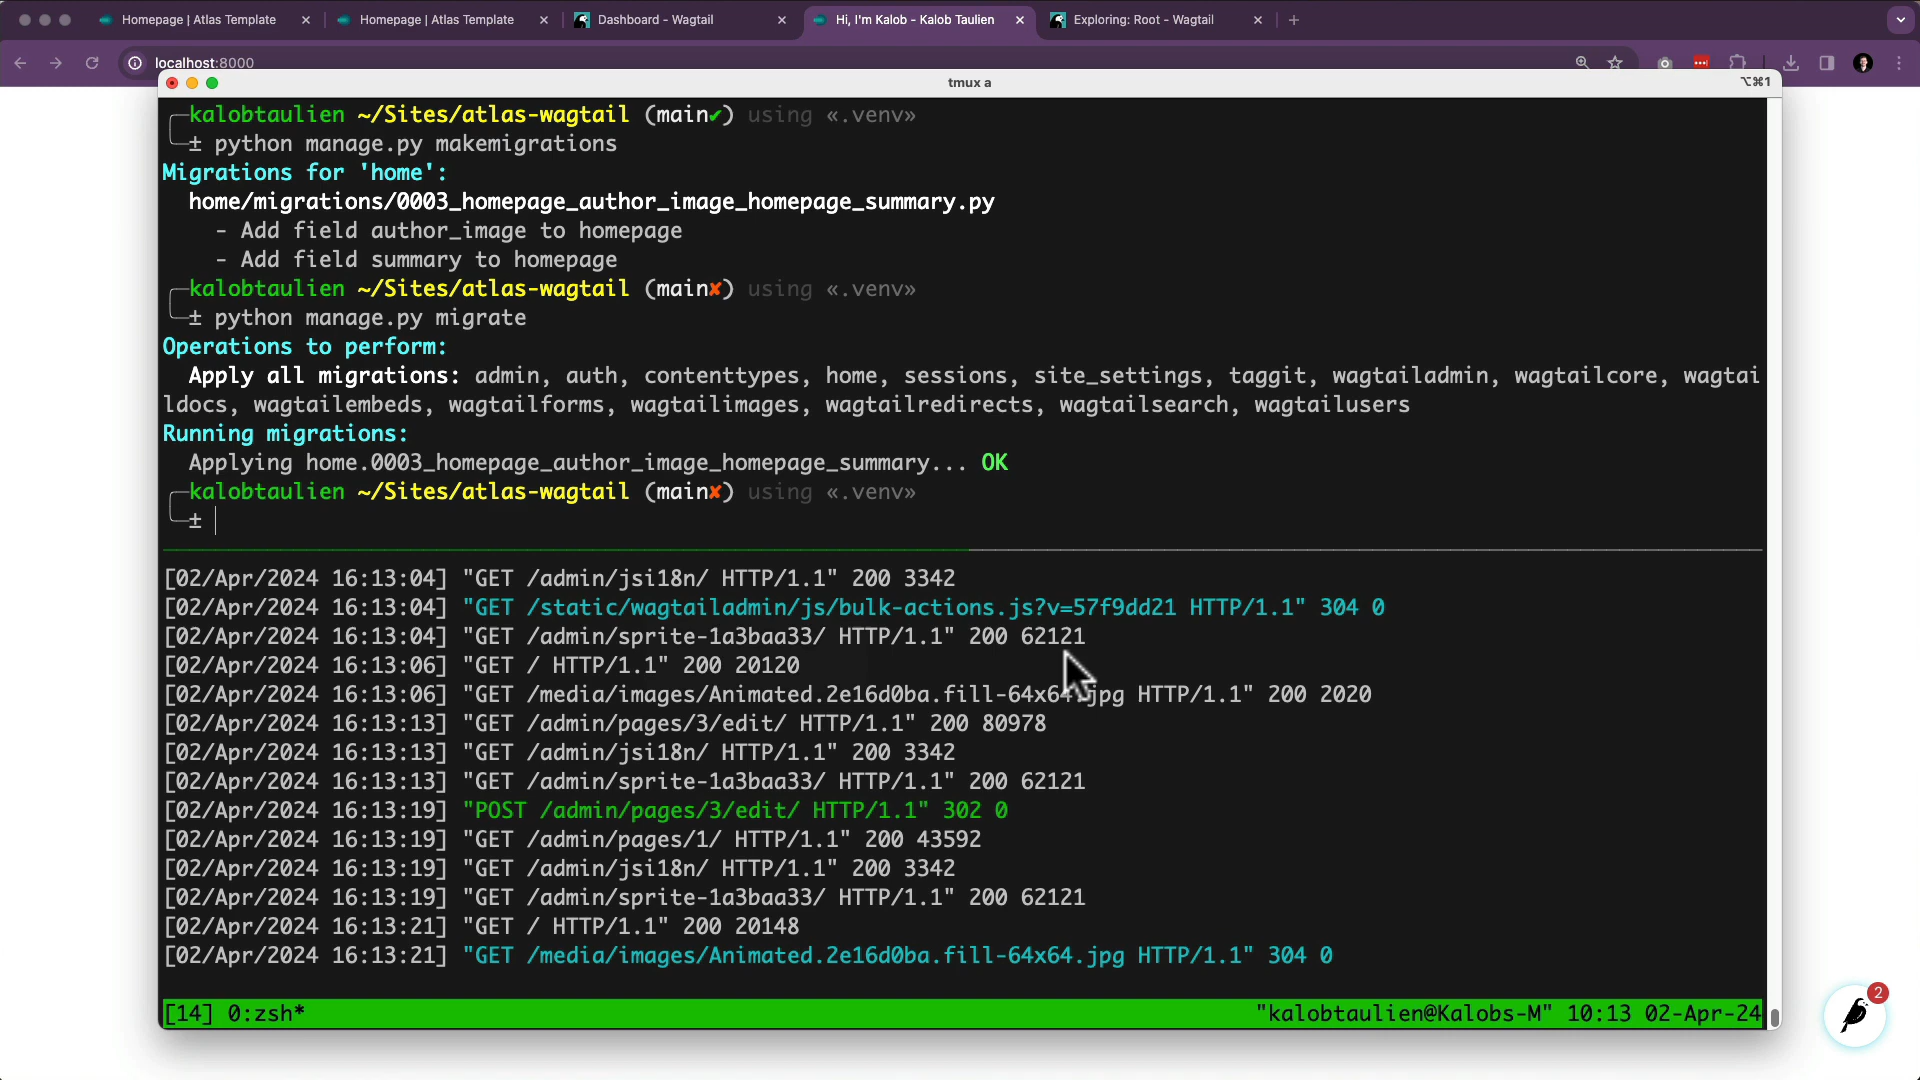 Homepage | Atlas Template
Homepage | Atlas Template
Dashboard - Wagtail
Hi, I'm Kalob - Kalob Taulien
Exploring: Root - Wagtail
localhost:8000
tmux a
⌥⌘1
kalobtaulien ~/Sites/atlas-wagtail (main✔) using «.venv»
± python manage.py makemigrations
Migrations for 'home':
home/migrations/0003_homepage_author_image_homepage_summary.py
- Add field author_image to homepage
- Add field summary to homepage
kalobtaulien ~/Sites/atlas-wagtail (main✘) using «.venv»
± python manage.py migrate
Operations to perform:
Apply all migrations: admin, auth, contenttypes, home, sessions, site_settings, taggit, wagtailadmin, wagtailcore, wagtai
ldocs, wagtailembeds, wagtailforms, wagtailimages, wagtailredirects, wagtailsearch, wagtailusers
Running migrations:
Applying home.0003_homepage_author_image_homepage_summary... OK
kalobtaulien ~/Sites/atlas-wagtail (main✘) using «.venv»
±
[02/Apr/2024 16:13:04] "GET /admin/jsi18n/ HTTP/1.1" 200 3342
[02/Apr/2024 16:13:04] "GET /static/wagtailadmin/js/bulk-actions.js?v=57f9dd21 HTTP/1.1" 304 0
[02/Apr/2024 16:13:04] "GET /admin/sprite-1a3baa33/ HTTP/1.1" 200 62121
[02/Apr/2024 16:13:06] "GET / HTTP/1.1" 200 20120
[02/Apr/2024 16:13:06] "GET /media/images/Animated.2e16d0ba.fill-64x64.jpg HTTP/1.1" 200 2020
[02/Apr/2024 16:13:13] "GET /admin/pages/3/edit/ HTTP/1.1" 200 80978
[02/Apr/2024 16:13:13] "GET /admin/jsi18n/ HTTP/1.1" 200 3342
[02/Apr/2024 16:13:13] "GET /admin/sprite-1a3baa33/ HTTP/1.1" 200 62121
[02/Apr/2024 16:13:19] "POST /admin/pages/3/edit/ HTTP/1.1" 302 0
[02/Apr/2024 16:13:19] "GET /admin/pages/1/ HTTP/1.1" 200 43592
[02/Apr/2024 16:13:19] "GET /admin/jsi18n/ HTTP/1.1" 200 3342
[02/Apr/2024 16:13:19] "GET /admin/sprite-1a3baa33/ HTTP/1.1" 200 62121
[02/Apr/2024 16:13:21] "GET / HTTP/1.1" 200 20148
[02/Apr/2024 16:13:21] "GET /media/images/Animated.2e16d0ba.fill-64x64.jpg HTTP/1.1" 304 0
[14] 0:zsh*
"kalobtaulien@Kalobs-M" 10:13 02-Apr-24
2